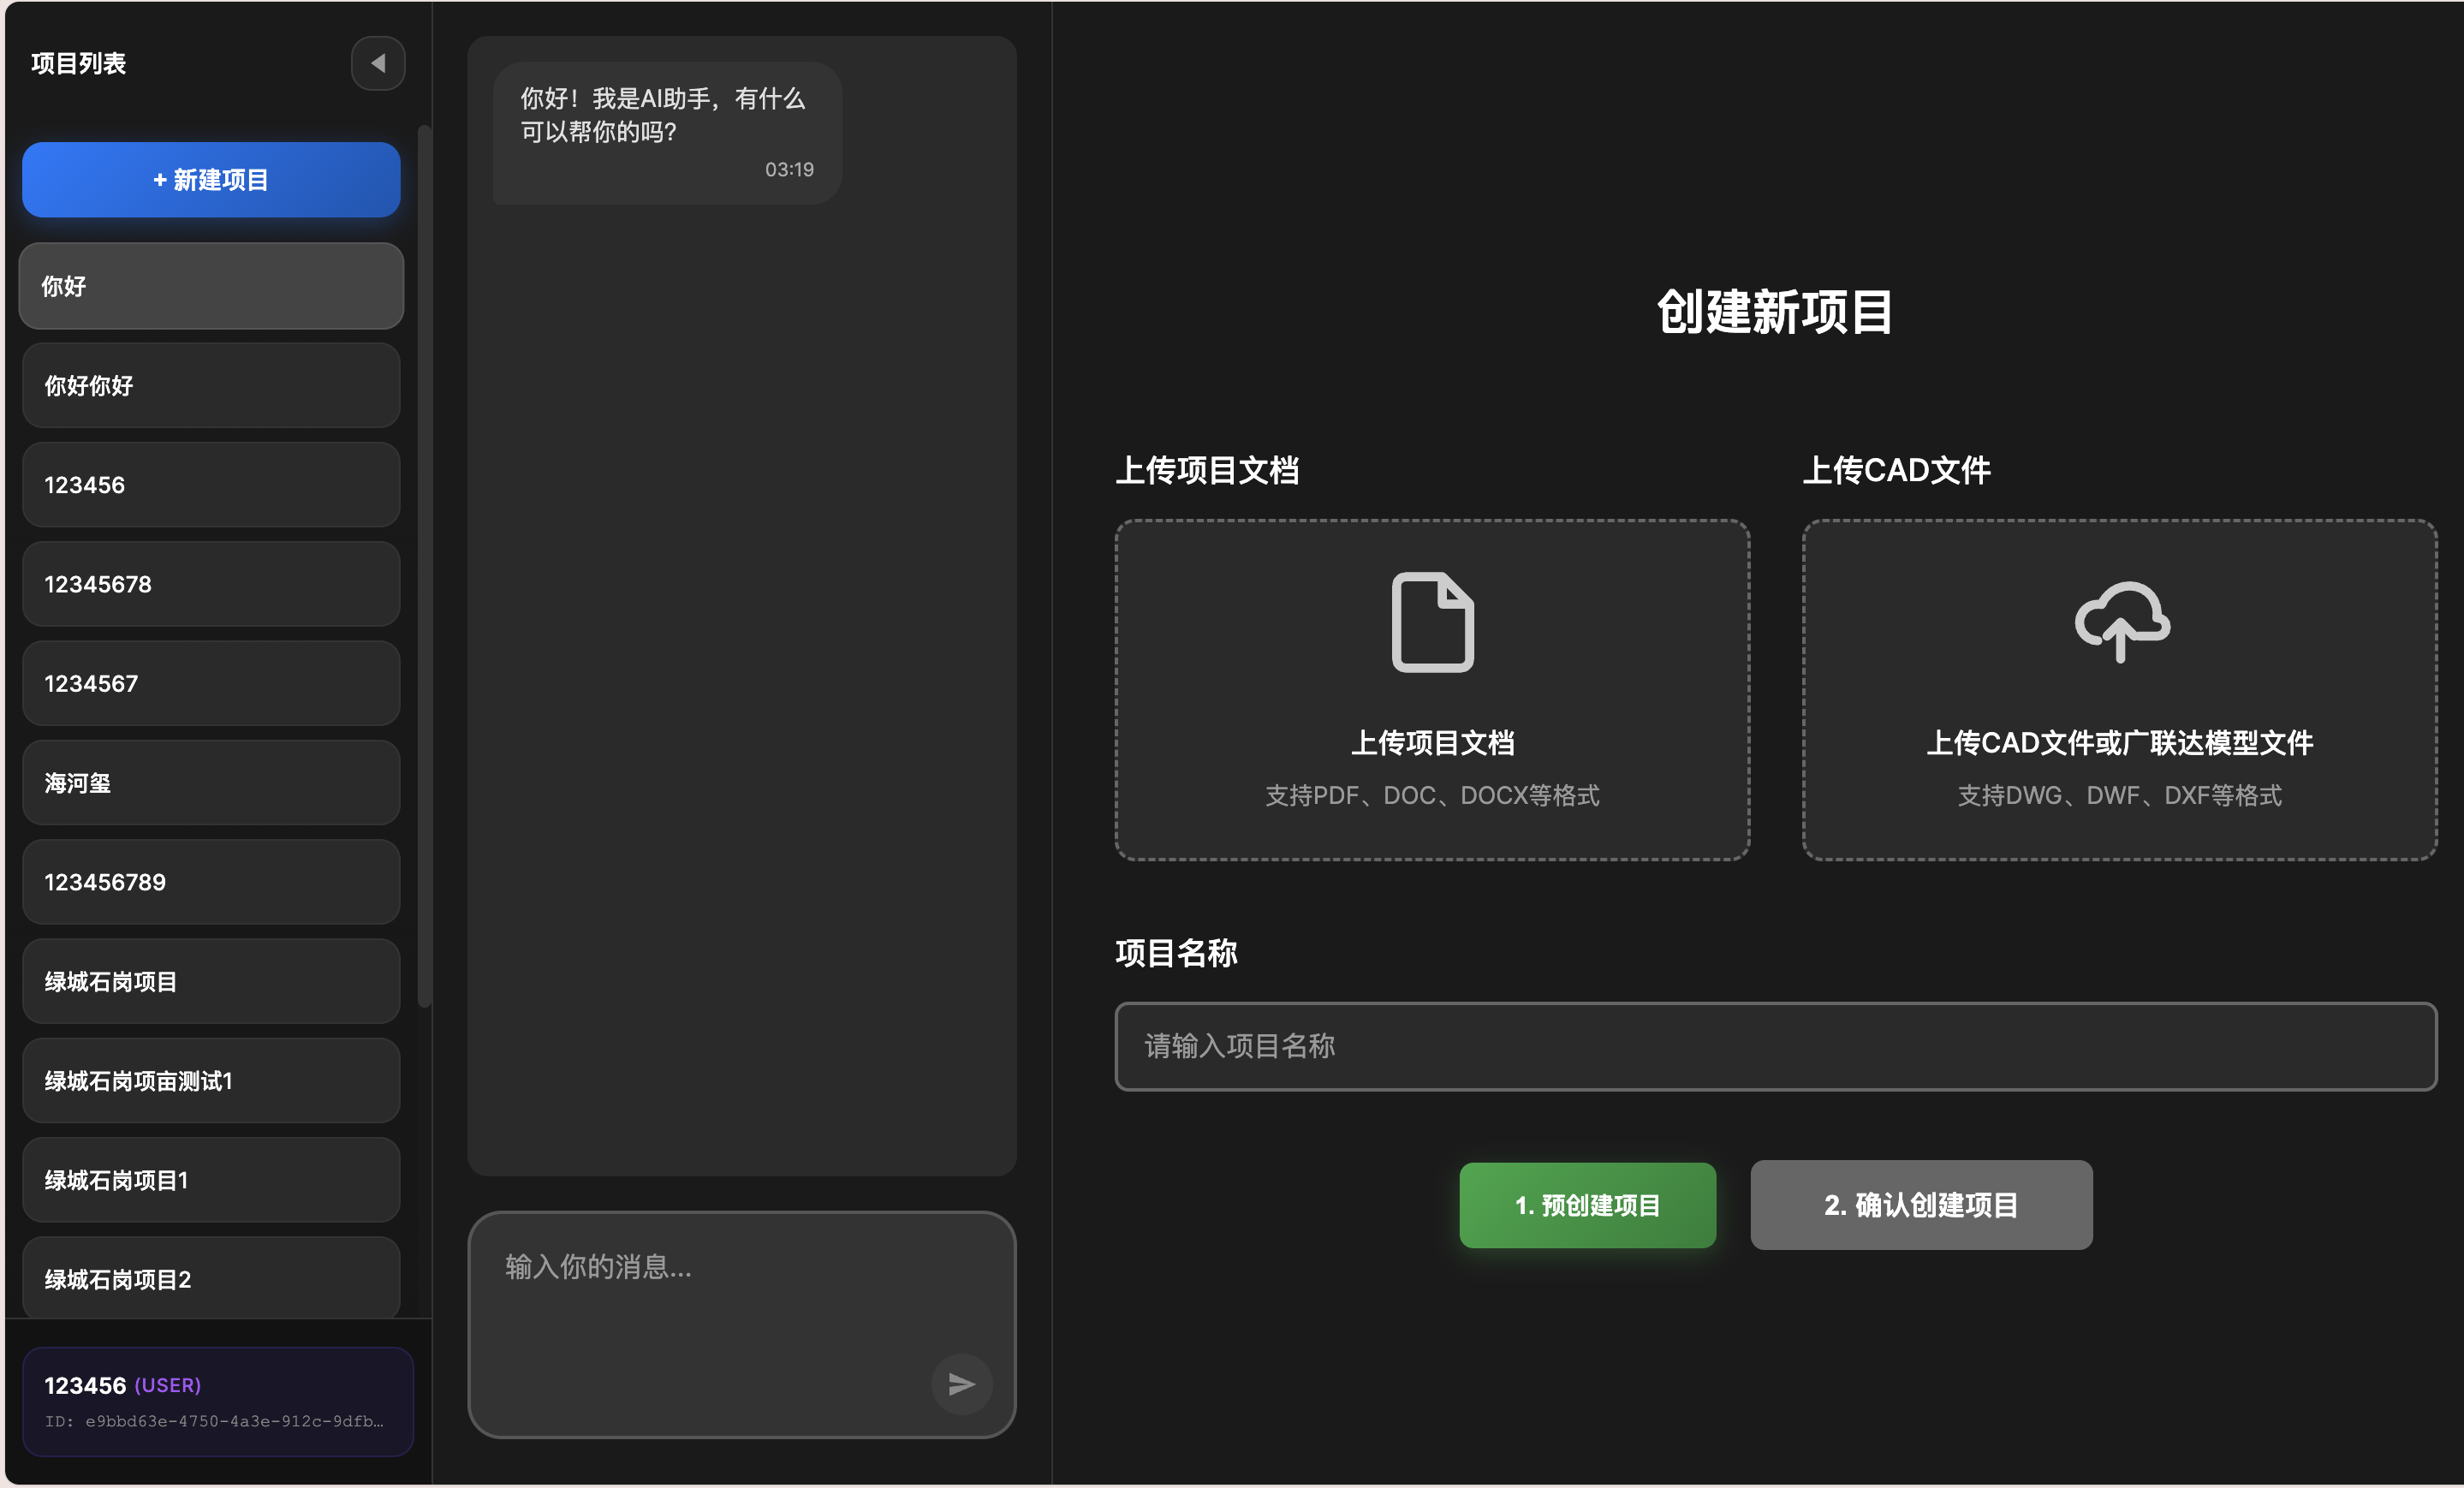 项目列表
+ 新建项目
你好
你好你好
123456
12345678
1234567
海河玺
123456789
绿城石岗项目
绿城石岗项亩测试1
绿城石岗项目1
绿城石岗项目2
123456 (USER)
ID: e9bbd63e-4750-4a3e-912c-9dfb…
你好！我是AI助手，有什么
可以帮你的吗?
03:19
输入你的消息...
创建新项目
上传项目文档
上传项目文档
支持PDF、DOC、DOCX等格式
上传CAD文件
上传CAD文件或广联达模型文件
支持DWG、DWF、DXF等格式
项目名称
请输入项目名称
1. 预创建项目
2. 确认创建项目